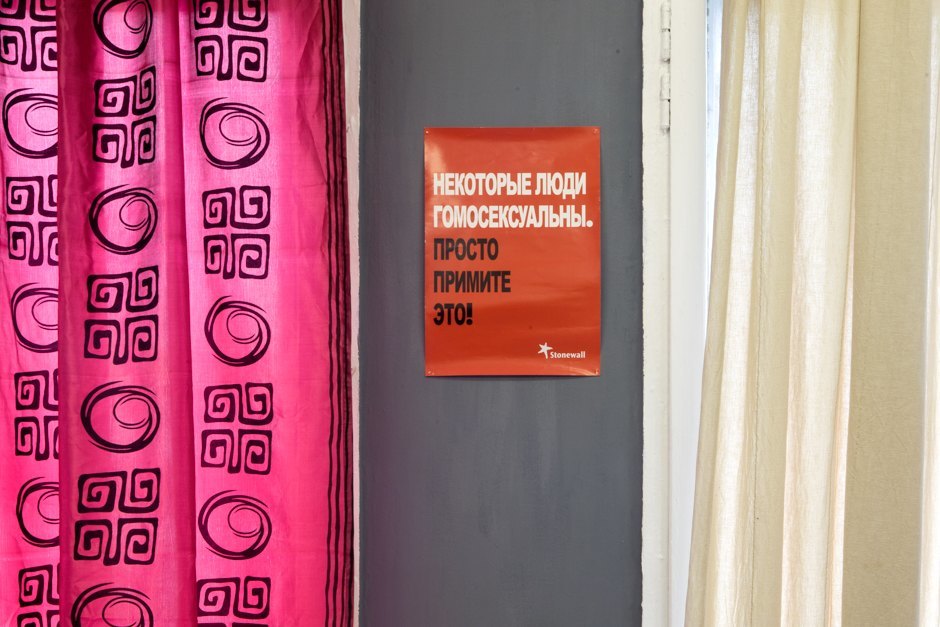 НЕКОТОРЫЕ ЛЮДИ
ГОМОСЕКСУАЛЬНЫ.
ПРОСТО
ПРИМИТЕ
ЭТО!
Stonewall